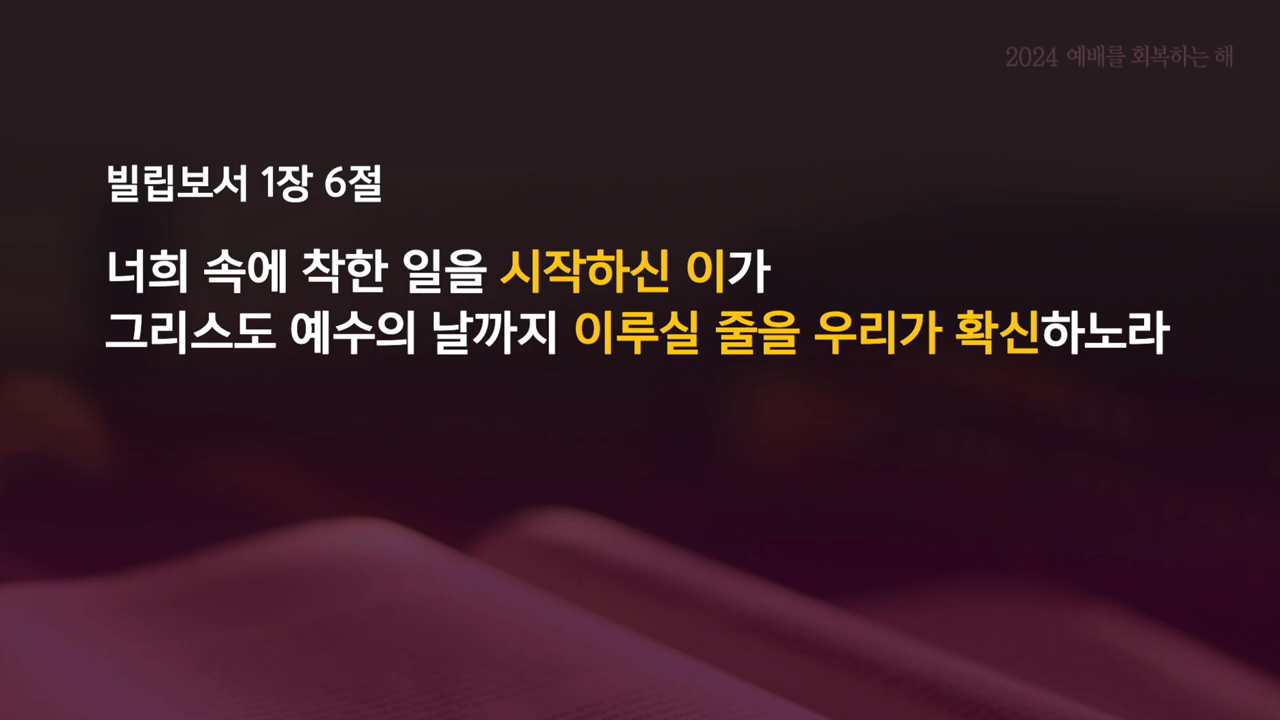 2024 예배를 회복하는 해
빌립보서 1장 6절
너희 속에 착한 일을 시작하신 이가
그리스도 예수의 날까지 이루실 줄을 우리가 확신하노라